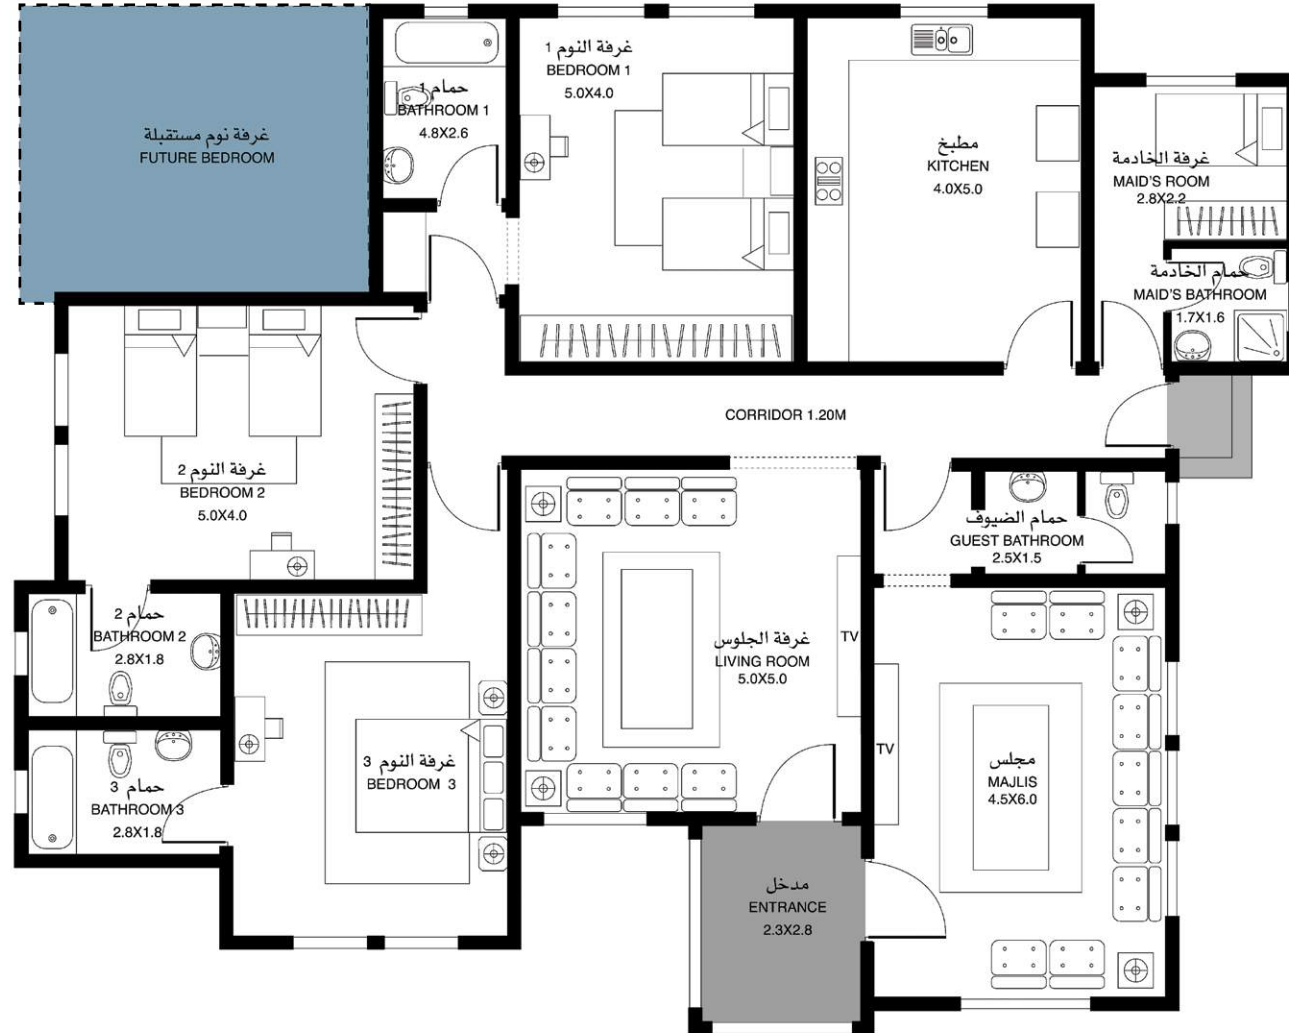 غرفة نوم مستقبلة
FUTURE BEDROOM
حمام 1
BATHROOM 1
4.8X2.6
غرفة النوم 1
BEDROOM 1
5.0X4.0
مطبخ
KITCHEN
4.0X5.0
غرفة الخادمة
MAID'S ROOM
2.8X2.2
حمام الخادمة
MAID'S BATHROOM
1.7X1.6
CORRIDOR 1.20M
غرفة النوم 2
BEDROOM 2
5.0X4.0
حمام الضيوف
GUEST BATHROOM
2.5X1.5
حمام 2
BATHROOM 2
2.8X1.8
غرفة الجلوس
LIVING ROOM
5.0X5.0
TV
TV
غرفة النوم 3
BEDROOM 3
مجلس
MAJLIS
4.5X6.0
حمام 3
BATHROOM 3
2.8X1.8
مدخل
ENTRANCE
2.3X2.8